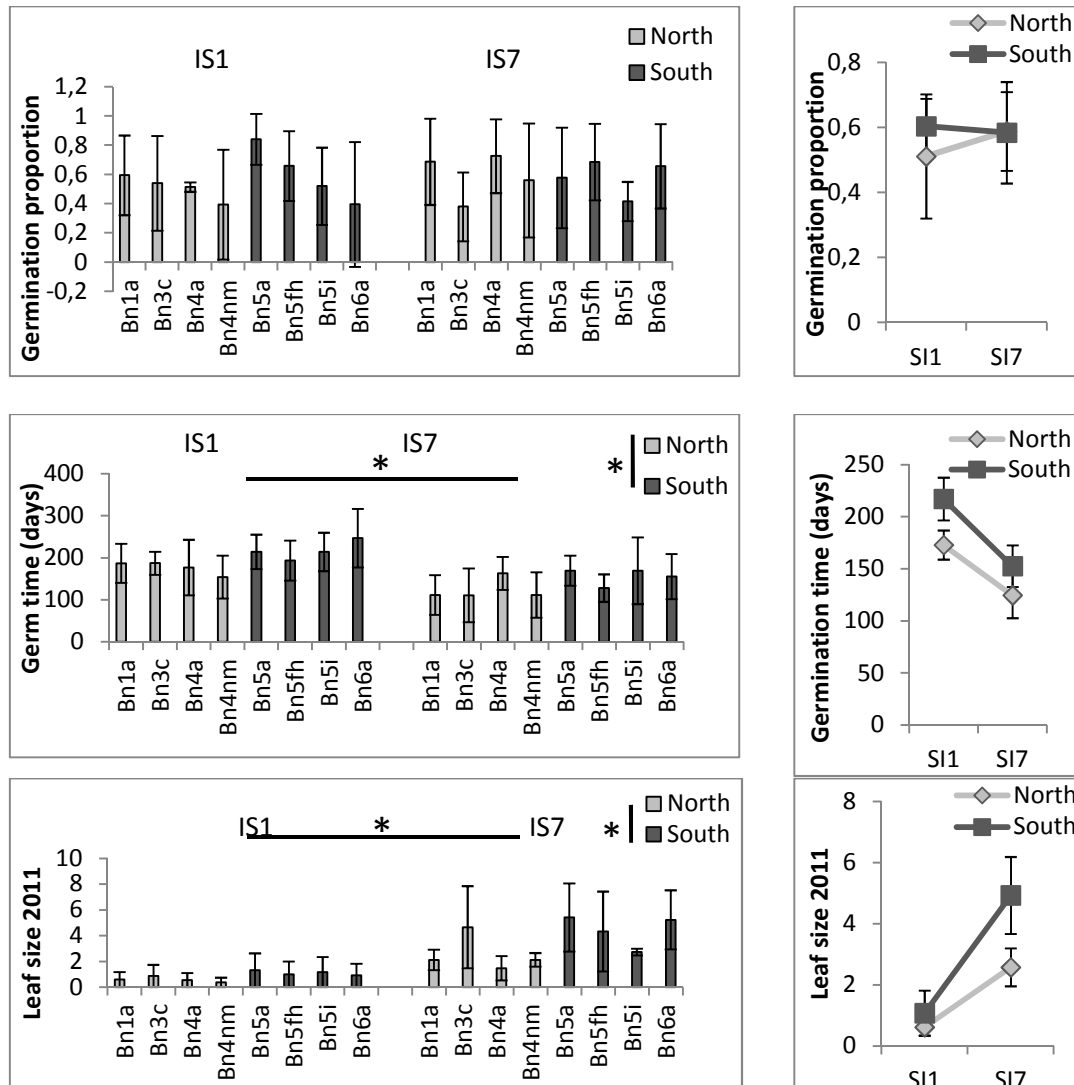 IS1
IS7
North
South
Germination proportion
1,2
1
0,8
0,6
0,4
0,2
0
-0,2
Bn1a
Bn3c
Bn4a
Bn4nm
Bn5a
Bn5fh
Bn5i
Bn6a
Bn1a
Bn3c
Bn4a
Bn4nm
Bn5a
Bn5fh
Bn5i
Bn6a
North
South
Germination proportion
0,8
0,6
0,4
0,2
0
SI1
SI7
IS1
IS7
*
*
North
South
Germ time (days)
400
300
200
100
0
Bn1a
Bn3c
Bn4a
Bn4nm
Bn5a
Bn5fh
Bn5i
Bn6a
Bn1a
Bn3c
Bn4a
Bn4nm
Bn5a
Bn5fh
Bn5i
Bn6a
North
South
Germination time (days)
250
200
150
100
50
0
SI1
SI7
IS1
*
IS7
*
North
South
Leaf size 2011
10
8
6
4
2
0
Bn1a
Bn3c
Bn4a
Bn4nm
Bn5a
Bn5fh
Bn5i
Bn6a
Bn1a
Bn3c
Bn4a
Bn4nm
Bn5a
Bn5fh
Bn5i
Bn6a
North
South
Leaf size 2011
8
6
4
2
0
SI1
SI7